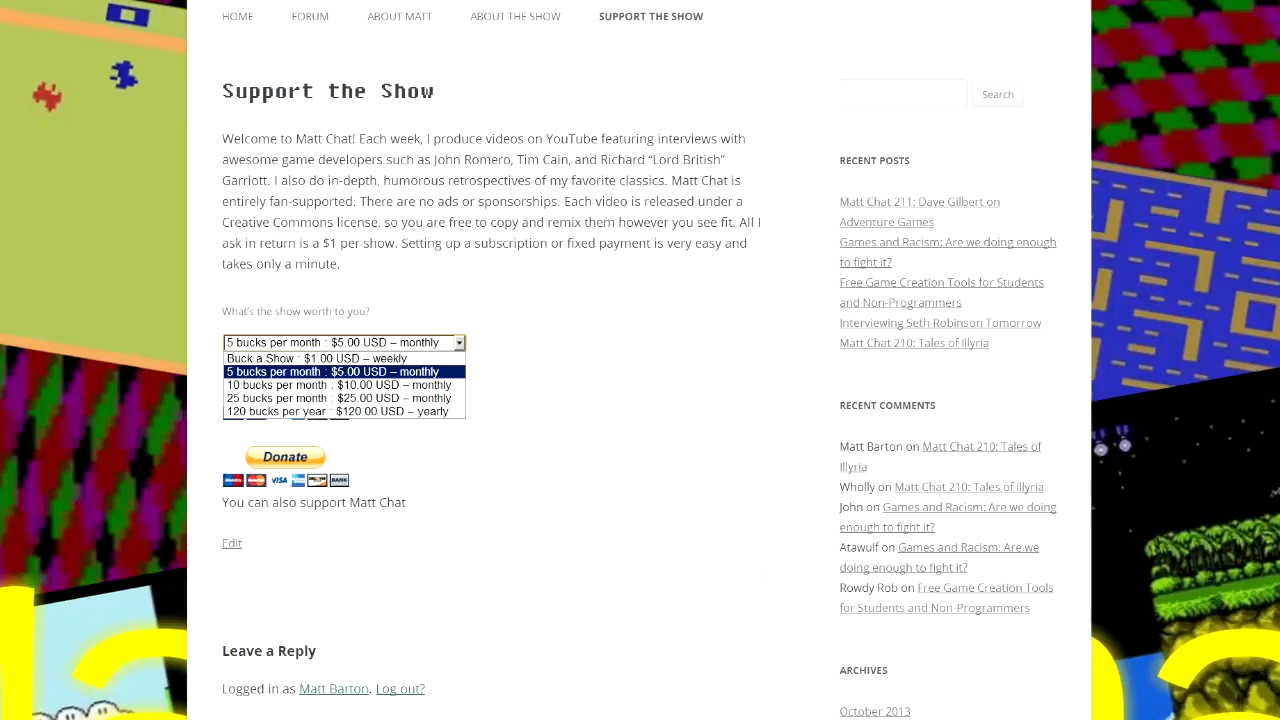 HOME FORUM ABOUT MATT ABOUT THE SHOW SUPPORT THE SHOW
Support the Show
Welcome to Matt Chat! Each week, I produce videos on YouTube featuring interviews with
awesome game developers such as John Romero, Tim Cain, and Richard “Lord British”
Garriott. I also do in-depth, humorous retrospectives of my favorite classics. Matt Chat is
entirely fan-supported. There are no ads or sponsorships. Each video is released under a
Creative Commons license, so you are free to copy and remix them however you see fit. All I
ask in return is a $1 per show. Setting up a subscription or fixed payment is very easy and
takes only a minute.
What's the show worth to you?
5 bucks per month : $5.00 USD – monthly
Buck a Show : $1.00 USD – weekly
5 bucks per month : $5.00 USD – monthly
10 bucks per month : $10.00 USD – monthly
25 bucks per month : $25.00 USD – monthly
120 bucks per year : $120.00 USD – yearly
Donate
VISA BANK
You can also support Matt Chat
Edit
Leave a Reply
Logged in as Matt Barton. Log out?
Search
RECENT POSTS
Matt Chat 211: Dave Gilbert on
Adventure Games
Games and Racism: Are we doing enough
to fight it?
Free Game Creation Tools for Students
and Non-Programmers
Interviewing Seth Robinson Tomorrow
Matt Chat 210: Tales of Illyria
RECENT COMMENTS
Matt Barton on Matt Chat 210: Tales of
Illyria
Wholly on Matt Chat 210: Tales of Illyria
John on Games and Racism: Are we doing
enough to fight it?
Atawulf on Games and Racism: Are we
doing enough to fight it?
Rowdy Rob on Free Game Creation Tools
for Students and Non-Programmers
ARCHIVES
October 2013